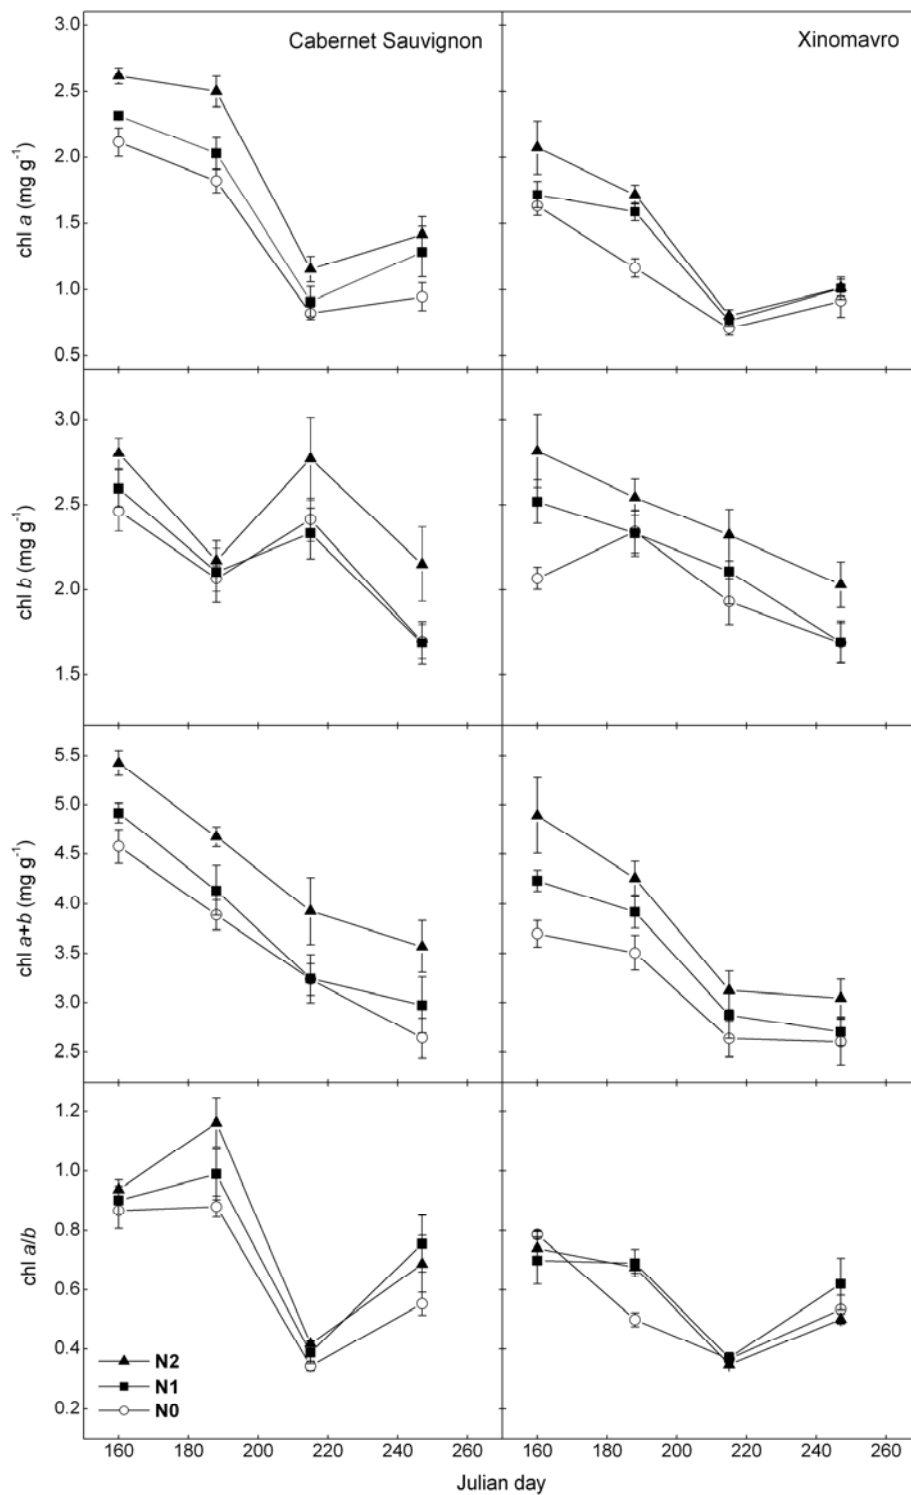 Cabernet Sauvignon
Xinomavro
chl a (mg g-1)
3.0
2.5
2.0
1.5
1.0
0.5
chl b (mg g-1)
3.0
2.5
2.0
1.5
chl a+b (mg g-1)
5.5
5.0
4.5
4.0
3.5
3.0
2.5
chl a/b
1.2
1.0
0.8
0.6
0.4
0.2
N2
N1
N0
160 180 200 220 240 260
160 180 200 220 240 260
Julian day